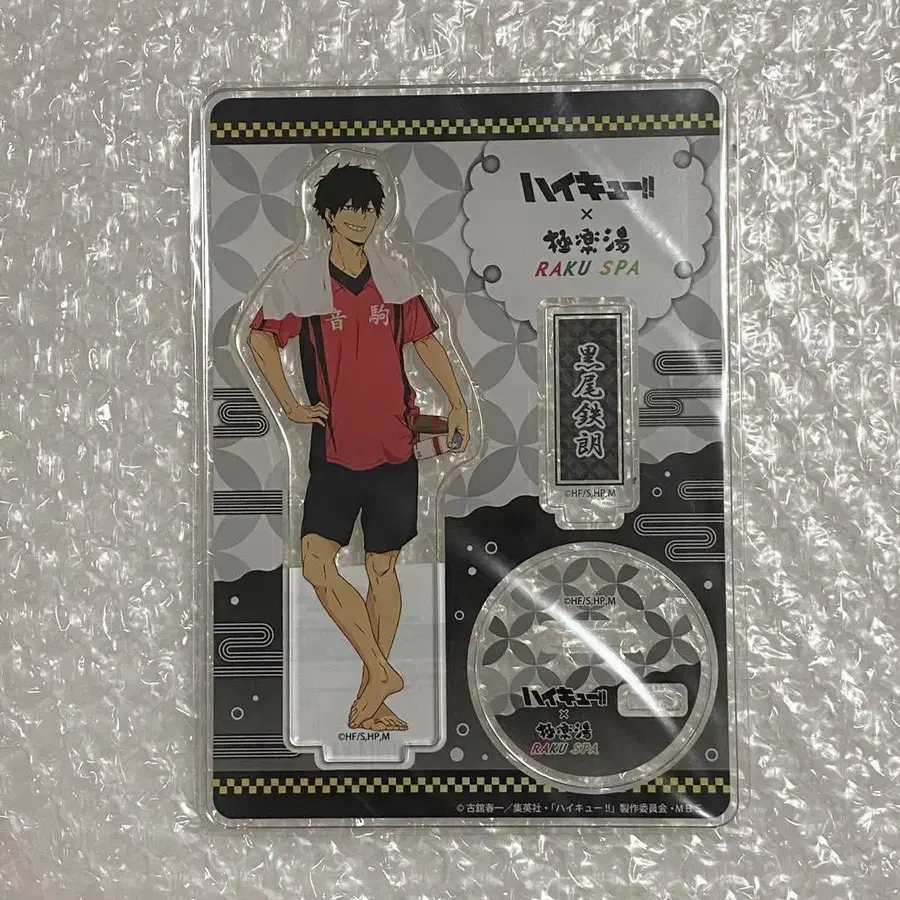 ハイキュー!!
×
極楽湯
RAKU SPA
音駒
黒尾鉄朗
©HF/S,HP,M
©HF/S,HP,M
ハイキュー!!
×
極楽湯
RAKU SPA
©HF/S,HP,M
©古舘春一／集英社・「ハイキュー!!」製作委員会・MBS